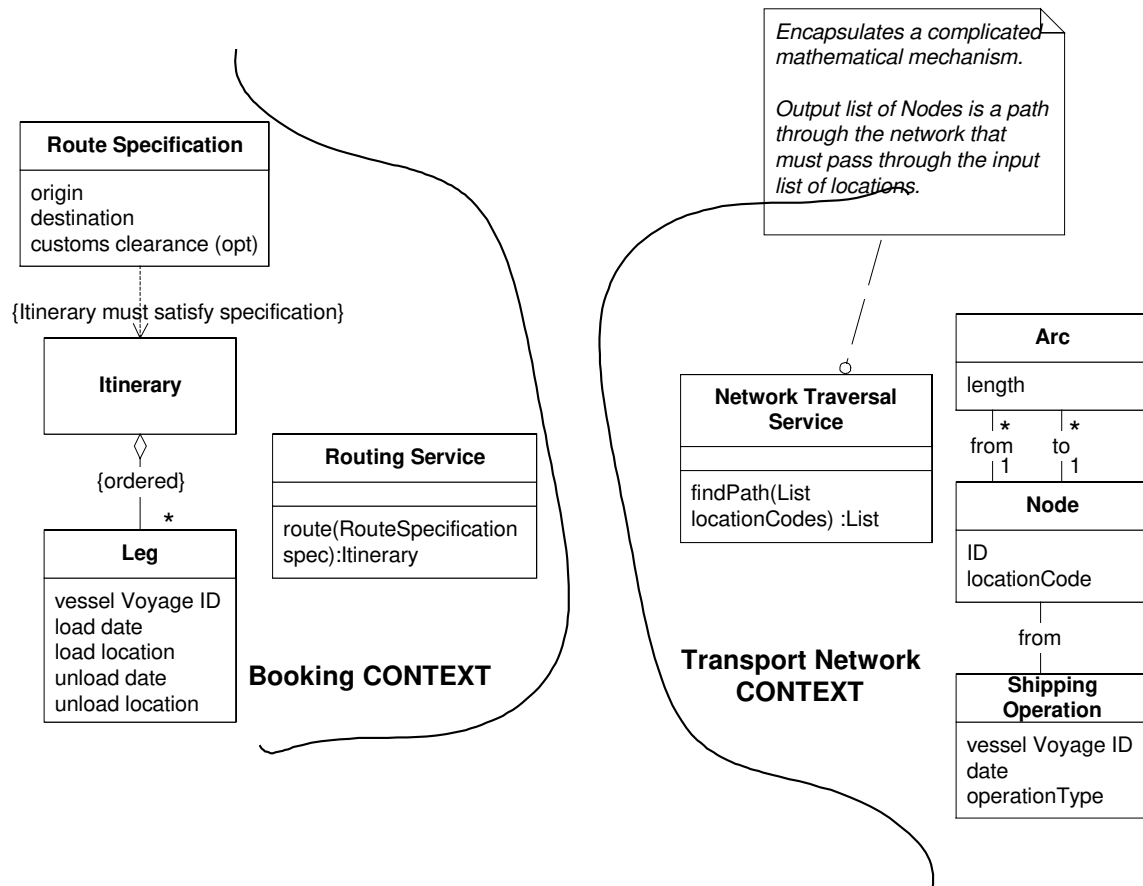 Encapsulates a complicated
mathematical mechanism.
Output list of Nodes is a path
through the network that
must pass through the input
list of locations.
Route Specification
origin
destination
customs clearance (opt)
{Itinerary must satisfy specification}
Itinerary
{ordered}
*
Leg
vessel Voyage ID
load date
load location
unload date
unload location
Routing Service
route(RouteSpecification
spec):Itinerary
Booking CONTEXT
Network Traversal
Service
findPath(List
locationCodes) :List
Transport Network
CONTEXT
Arc
length
* *
from to
1 1
Node
ID
locationCode
from
Shipping
Operation
vessel Voyage ID
date
operationType